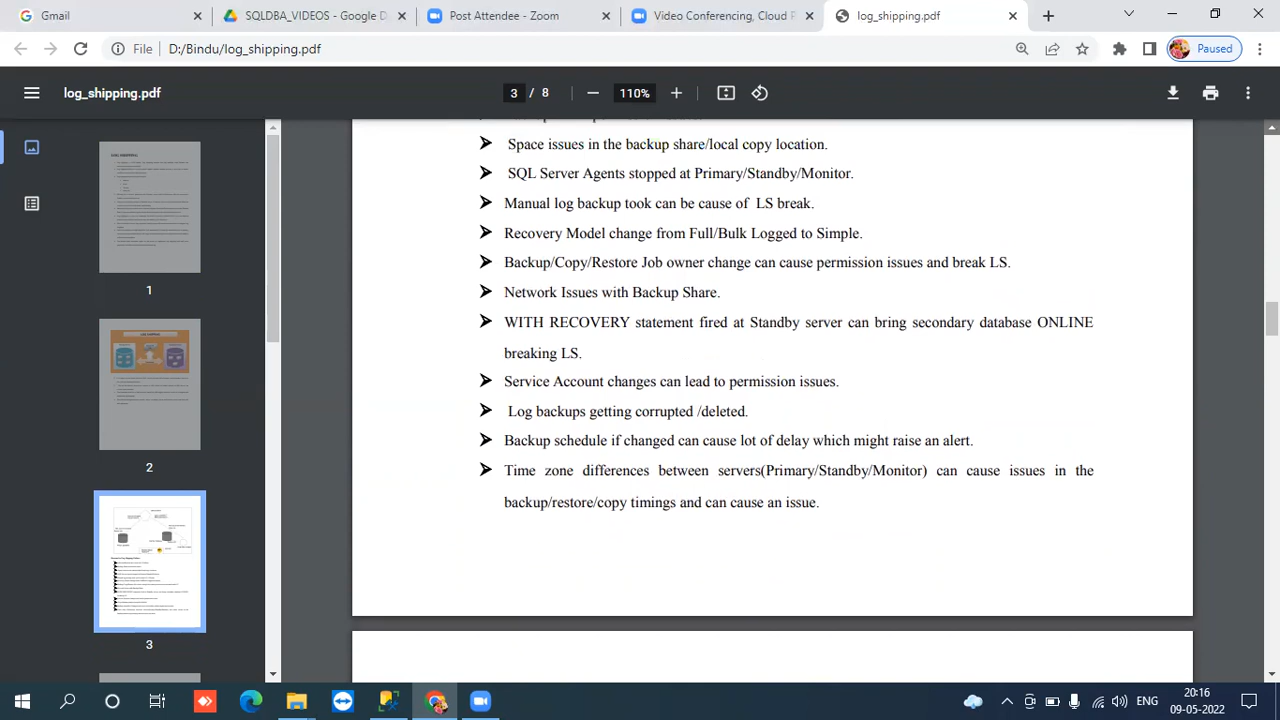 Gmail
SQLDBA_VIDEOS - Google D
Post Attendee - Zoom
Video Conferencing, Cloud P
log_shipping.pdf
File
D:/Bindu/log_shipping.pdf
Paused
log_shipping.pdf
3 / 8
110%
Space issues in the backup share/local copy location.
SQL Server Agents stopped at Primary/Standby/Monitor.
Manual log backup took can be cause of LS break.
Recovery Model change from Full/Bulk Logged to Simple.
Backup/Copy/Restore Job owner change can cause permission issues and break LS.
Network Issues with Backup Share.
WITH RECOVERY statement fired at Standby server can bring secondary database ONLINE
breaking LS.
Service Account changes can lead to permission issues.
Log backups getting corrupted /deleted.
Backup schedule if changed can cause lot of delay which might raise an alert.
Time zone differences between servers(Primary/Standby/Monitor) can cause issues in the
backup/restore/copy timings and can cause an issue.
1
2
3
ENG
20:16
09-05-2022